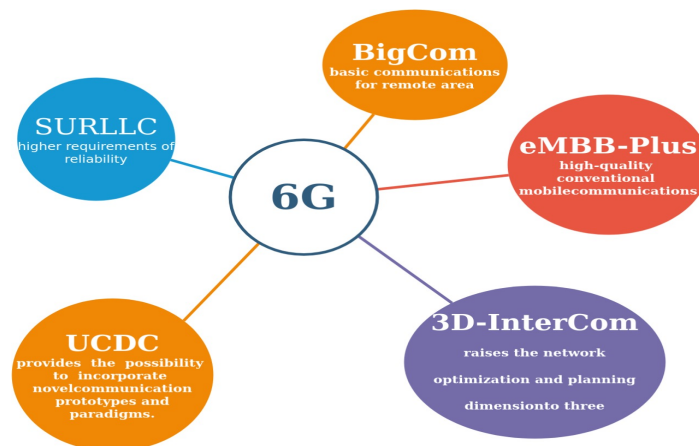 BigCom
basic communications
for remote area
SURLLC
higher requirements of
reliability
eMBB-Plus
high-quality
conventional
mobilecommunications
6G
3D-InterCom
raises the network
optimization and planning
dimensionto three
UCDC
provides the possibility
to incorporate
novelcommunication
prototypes and
paradigms.